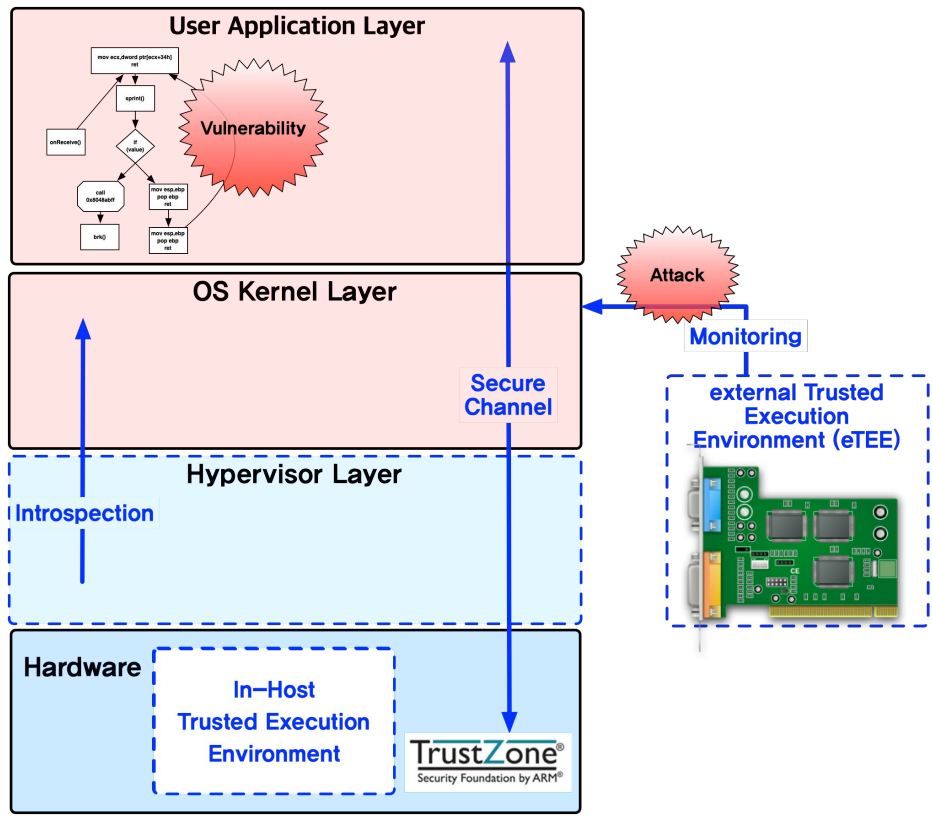 User Application Layer
mov ecx,dword ptr[ecx+34h]
ret
sprint()
onReceive()
if
(value)
call
0x8048abff
mov esp,ebp
pop ebp
ret
brk()
mov esp,ebp
pop ebp
ret
Vulnerability
OS Kernel Layer
Attack
Monitoring
Secure
Channel
external Trusted
Execution
Environment (eTEE)
Hypervisor Layer
Introspection
CE
Hardware
In-Host
Trusted Execution
Environment
TrustZone®
Security Foundation by ARM®